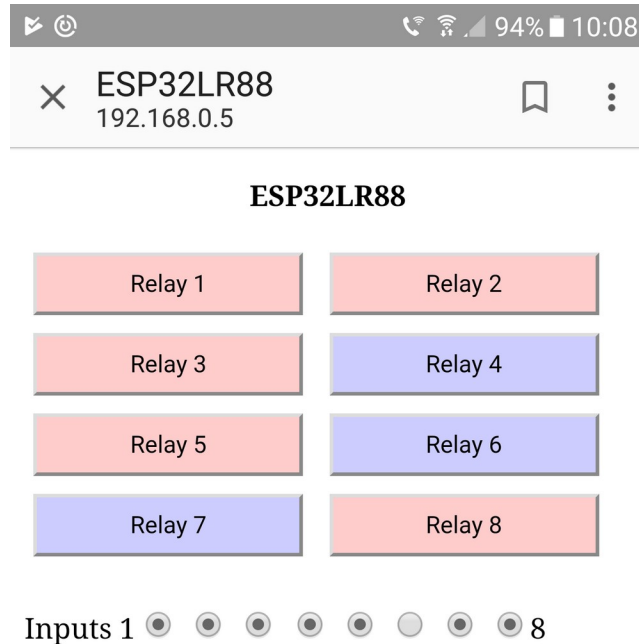 94% 10:08
ESP32LR88
192.168.0.5
ESP32LR88
Relay 1 Relay 2
Relay 3 Relay 4
Relay 5 Relay 6
Relay 7 Relay 8
Inputs 1 8